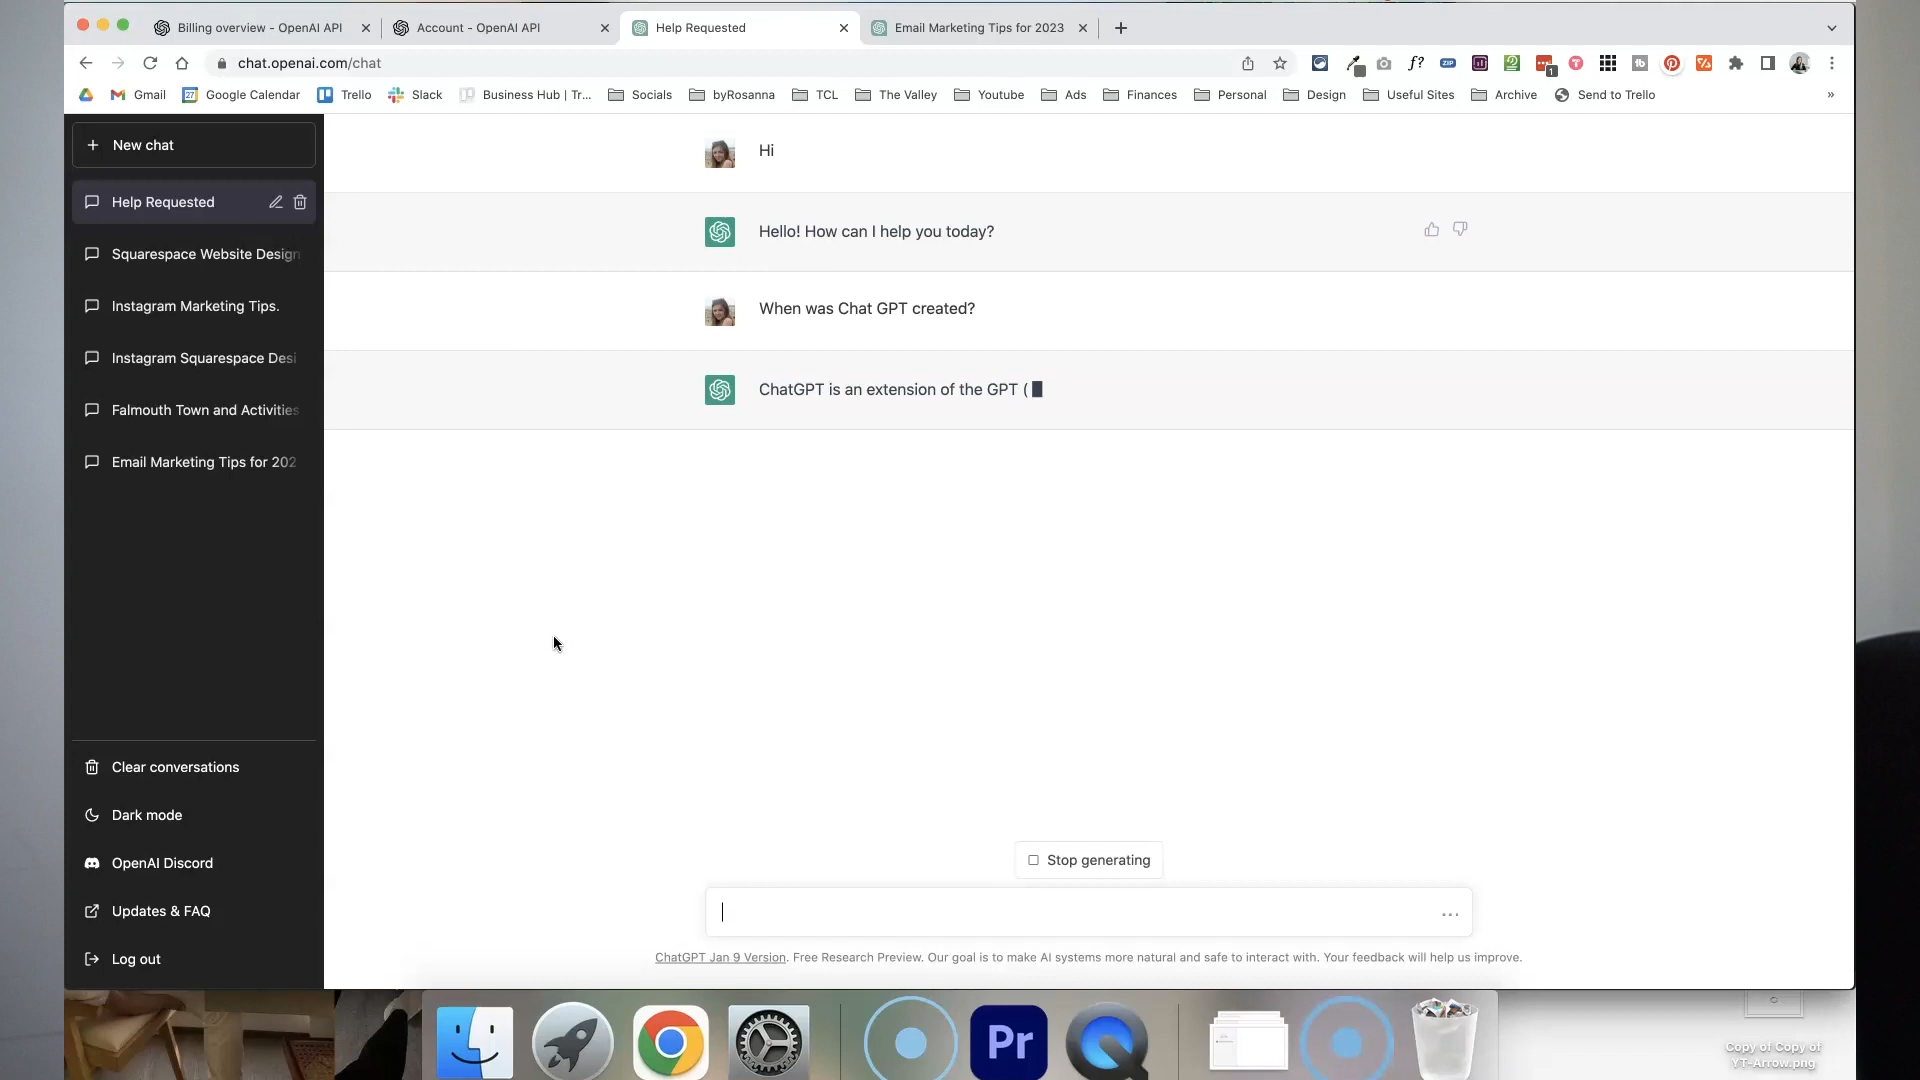 Billing overview - OpenAI API
Account - OpenAI API
Help Requested
Email Marketing Tips for 2023
chat.openai.com/chat
f?
ZIP
1
Gmail
27
Google Calendar
Trello
Slack
Business Hub | Tr...
Socials
byRosanna
TCL
The Valley
Youtube
Ads
Finances
Personal
Design
Useful Sites
Archive
Send to Trello
»
New chat
Help Requested
Squarespace Website Design
Instagram Marketing Tips.
Instagram Squarespace Desi
Falmouth Town and Activities
Email Marketing Tips for 202
Clear conversations
Dark mode
OpenAI Discord
Updates & FAQ
Log out
Hi
Hello! How can I help you today?
When was Chat GPT created?
ChatGPT is an extension of the GPT (
Stop generating
...
ChatGPT Jan 9 Version. Free Research Preview. Our goal is to make AI systems more natural and safe to interact with. Your feedback will help us improve.
Pr
Copy of Copy of
YT-Arrow.png